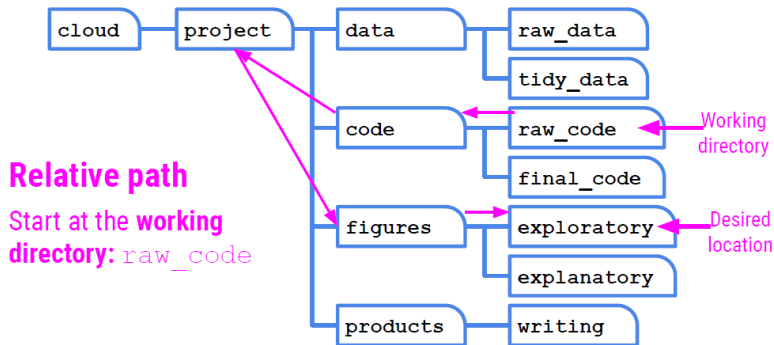 cloud
project
data
raw_data
tidy_data
code
raw_code
Working
directory
final_code
Relative path
Start at the working
directory: raw_code
figures
exploratory
Desired
location
explanatory
products
writing